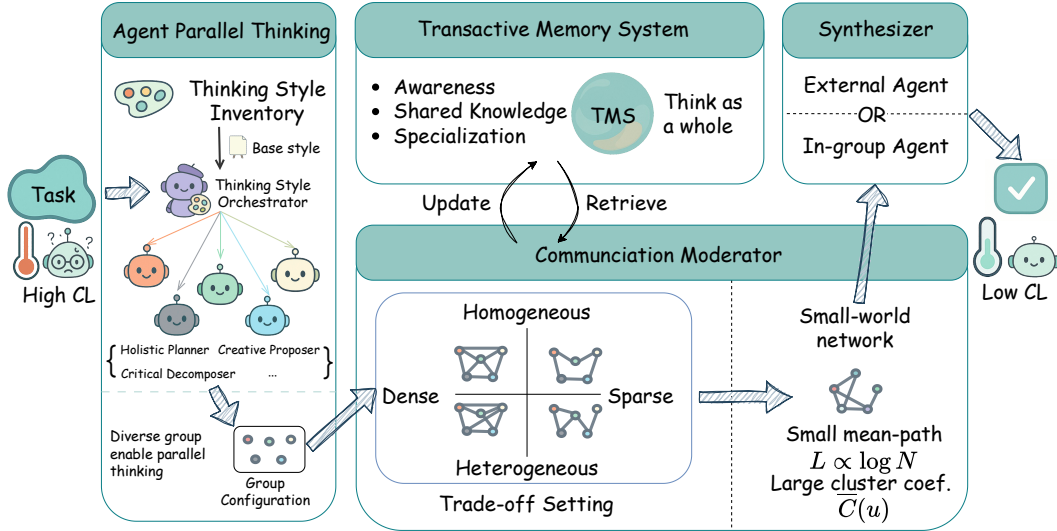 Agent Parallel Thinking
Thinking Style
Inventory
Base style
Thinking Style
Orchestrator
Task
High CL
? ? ?
{ Holistic Planner Creative Proposer }
Critical Decomposer ...
Diverse group
enable parallel
thinking
Group
Configuration
Transactive Memory System
• Awareness
• Shared Knowledge
• Specialization
TMS
Think as
a whole
Update
Retrieve
Communciation Moderator
Homogeneous
Dense
Sparse
Heterogeneous
Trade-off Setting
Small-world
network
Small mean-path
L ∝ log N
Large cluster coef.
C̅(u)
Synthesizer
External Agent
OR
In-group Agent
Low CL